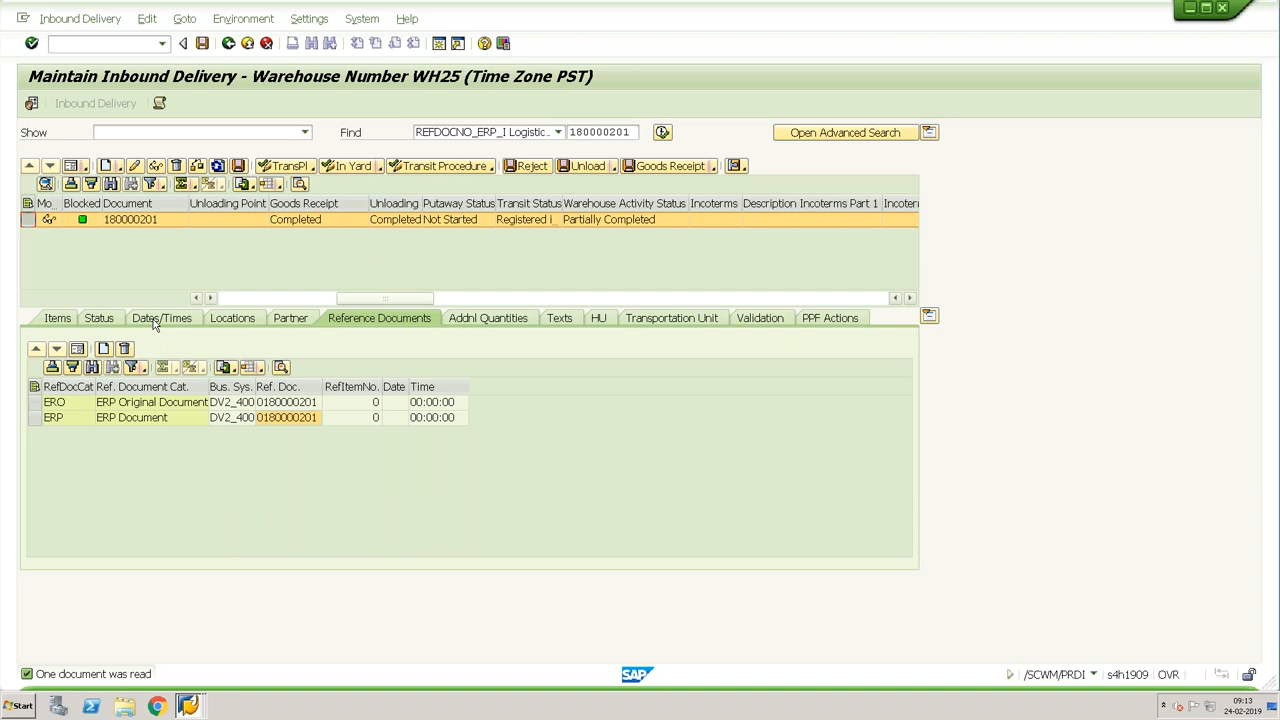 Inbound Delivery Edit Goto Environment Settings System Help
Maintain Inbound Delivery - Warehouse Number WH25 (Time Zone PST)
Inbound Delivery
Show Find REFDOCNO_ERP_I Logistic.. 180000201 Open Advanced Search
TransPl. In Yard Transit Procedure Reject Unload Goods Receipt
Mo... Blocked Document Unloading Point Goods Receipt Unloading Putaway Status Transit Status Warehouse Activity Status Incoterms Description Incoterms Part 1 Incoterr
180000201 Completed Completed Not Started Registered i_ Partially Completed
Items Status Dates/Times Locations Partner Reference Documents Addnl Quantities Texts HU Transportation Unit Validation PPF Actions
RefDocCat Ref. Document Cat. Bus. Sys. Ref. Doc. RefItemNo. Date Time
ERO ERP Original Document DV2_400 0180000201 0 00:00:00
ERP ERP Document DV2_400 0180000201 0 00:00:00
One document was read SAP /SCWM/PRDI s4h1909 OVR
Start 09:13
24-02-2019